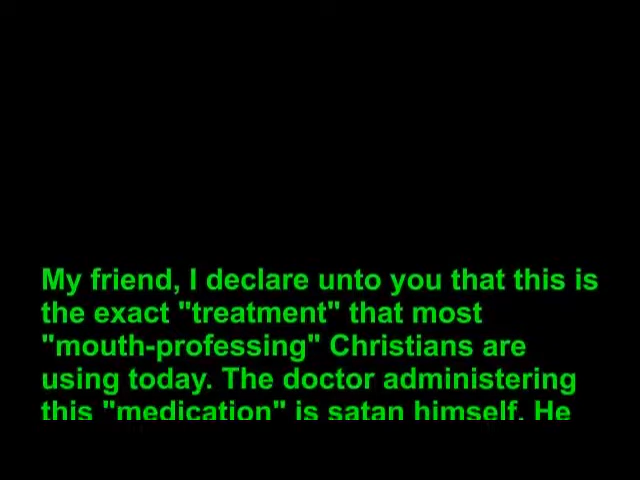 My friend, I declare unto you that this is
the exact "treatment" that most
"mouth-professing" Christians are
using today. The doctor administering
this "medication" is satan himself. He